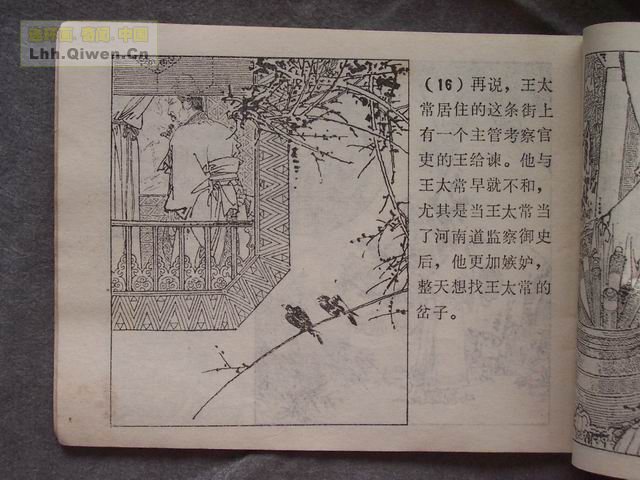 连环画.奇闻.中国
Lhh.Qiwen.Cn
(16) 再说，王太
常居住的这条街上
有一个主管考察官
吏的王给谏。他与
王太常早就不和，
尤其是当王太常当
了河南道监察御史
后，他更加嫉妒，
整天想找王太常的
岔子。